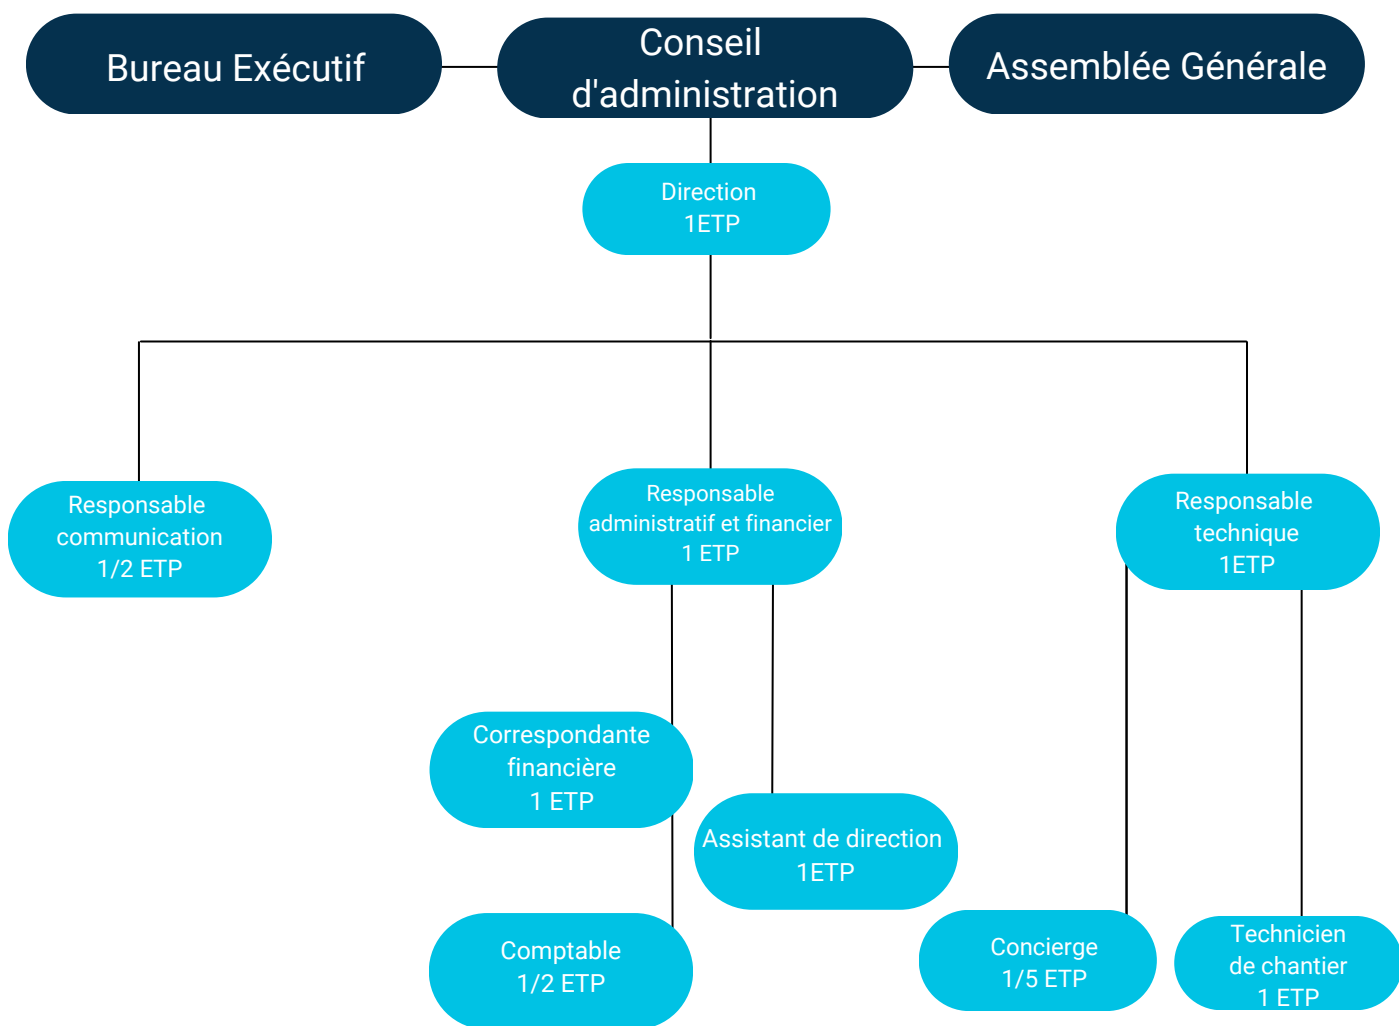 Bureau Exécutif
Conseil
d'administration
Assemblée Générale
Direction
1ETP
Responsable
communication
1/2 ETP
Responsable
administratif et financier
1 ETP
Responsable
technique
1ETP
Correspondante
financière
1 ETP
Assistant de direction
1ETP
Comptable
1/2 ETP
Concierge
1/5 ETP
Technicien
de chantier
1 ETP